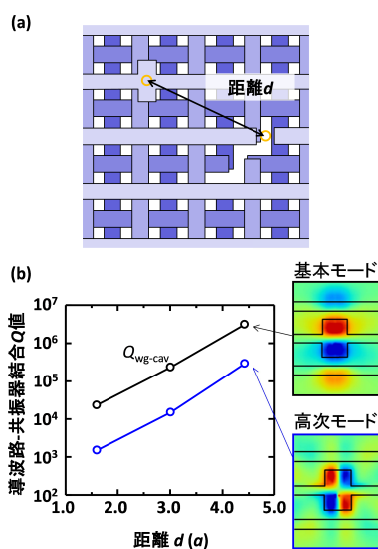 (a)
距離d
(b)
基本モード
導波路-共振器結合Q値
10⁷
10⁶
10⁵
10⁴
10³
10²
Qwg-cav
1.0 2.0 3.0 4.0 5.0
距離 d (a)
高次モード